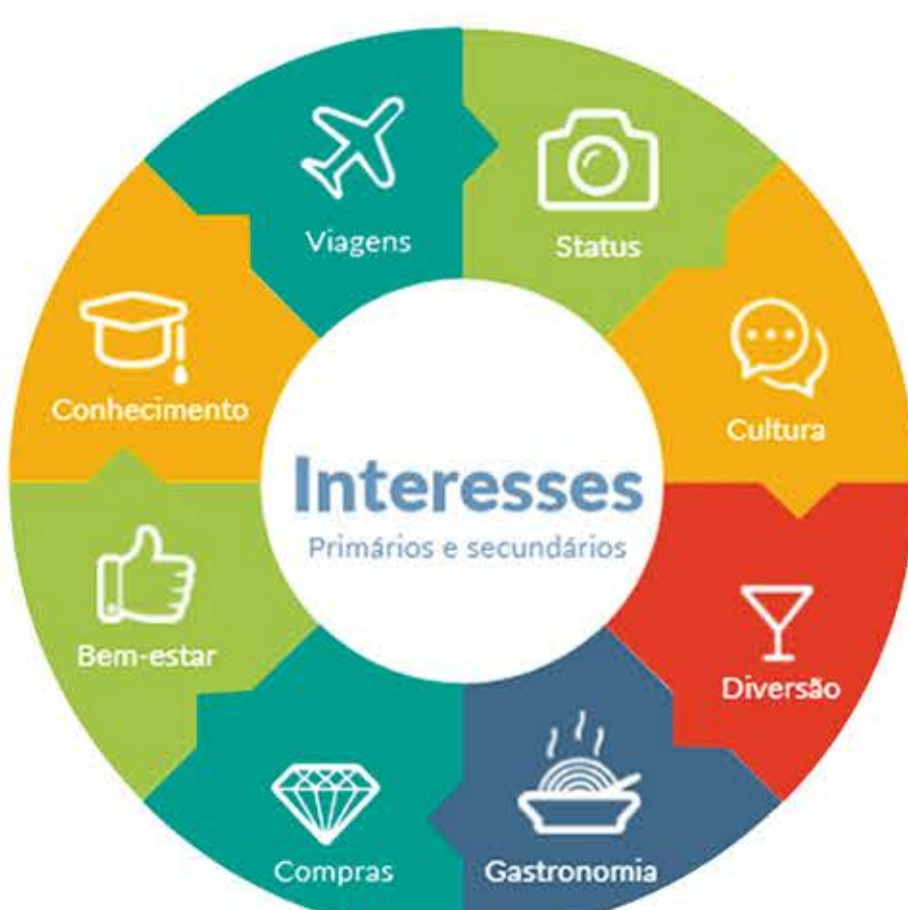 Viagens
Status
Conhecimento
Cultura
Interesses
Primários e secundários
Bem-estar
Diversão
Compras
Gastronomia